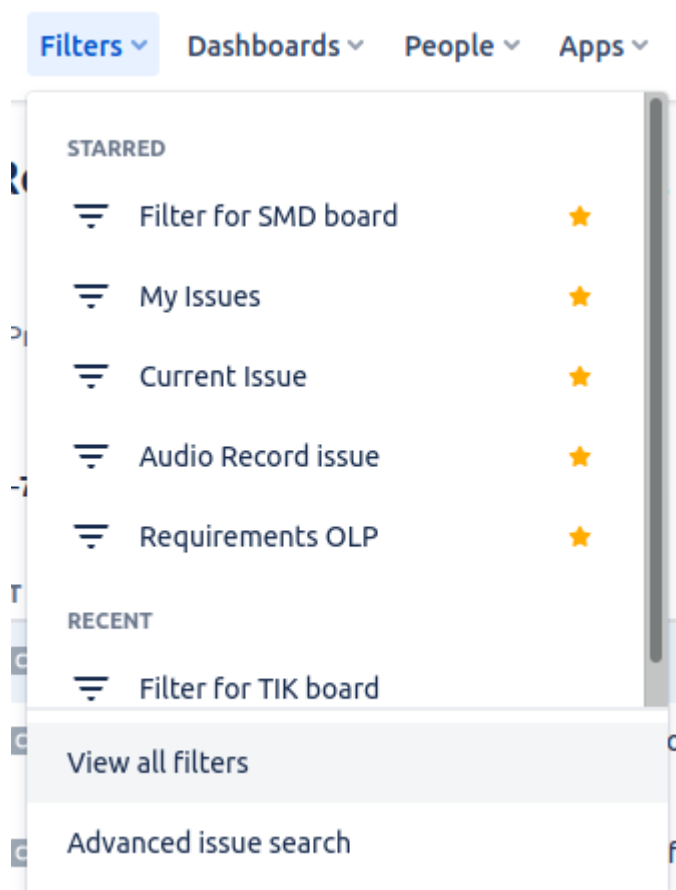 Filters Dashboards People Apps
STARRED
Filter for SMD board
My Issues
Current Issue
Audio Record issue
Requirements OLP
RECENT
Filter for TIK board
View all filters
Advanced issue search